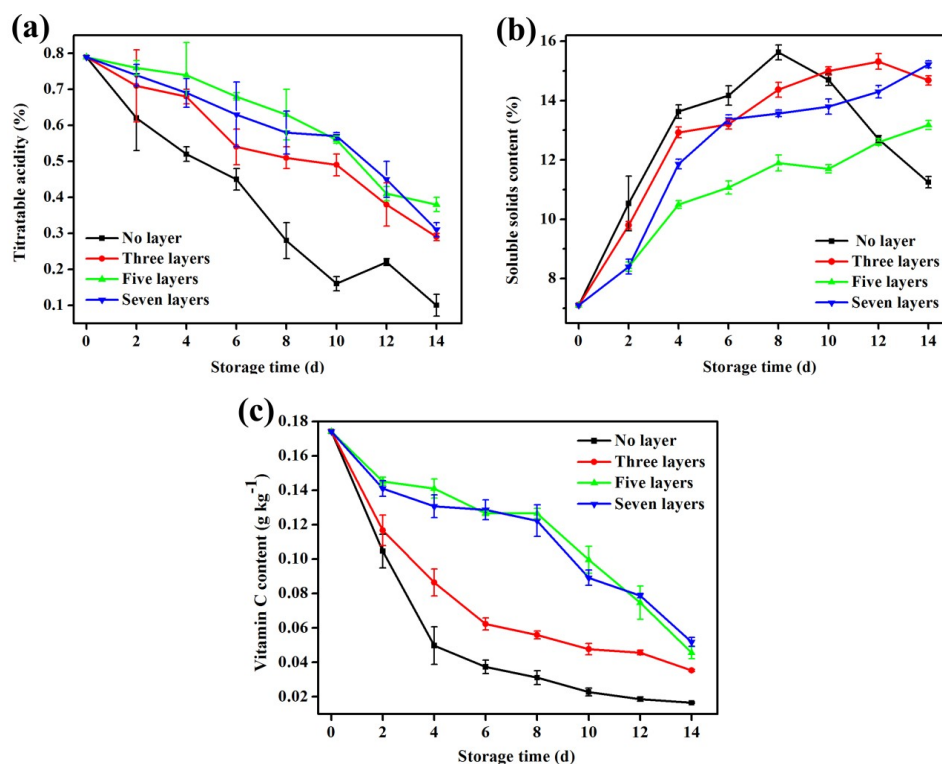 (a)
Titratable acidity (%)
0.8
0.7
0.6
0.5
0.4
0.3
0.2
0.1
No layer
Three layers
Five layers
Seven layers
0 2 4 6 8 10 12 14
Storage time (d)
(b)
Soluble solids content (%)
16
14
12
10
8
No layer
Three layers
Five layers
Seven layers
0 2 4 6 8 10 12 14
Storage time (d)
(c)
Vitamin C content (g kg⁻¹)
0.18
0.16
0.14
0.12
0.10
0.08
0.06
0.04
0.02
No layer
Three layers
Five layers
Seven layers
0 2 4 6 8 10 12 14
Storage time (d)